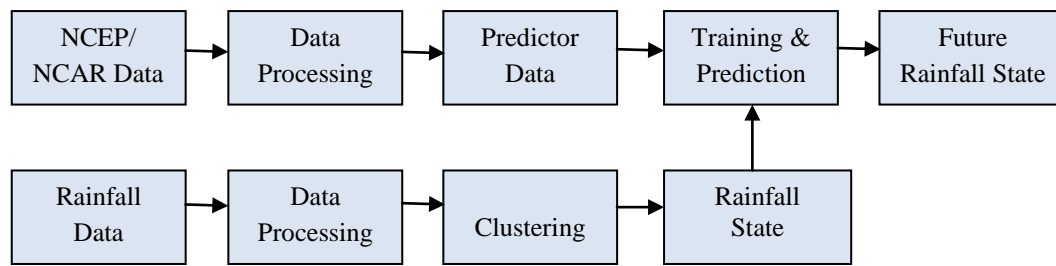 NCEP/
NCAR Data
Data
Processing
Predictor
Data
Training &
Prediction
Future
Rainfall State
Rainfall
Data
Data
Processing
Clustering
Rainfall
State